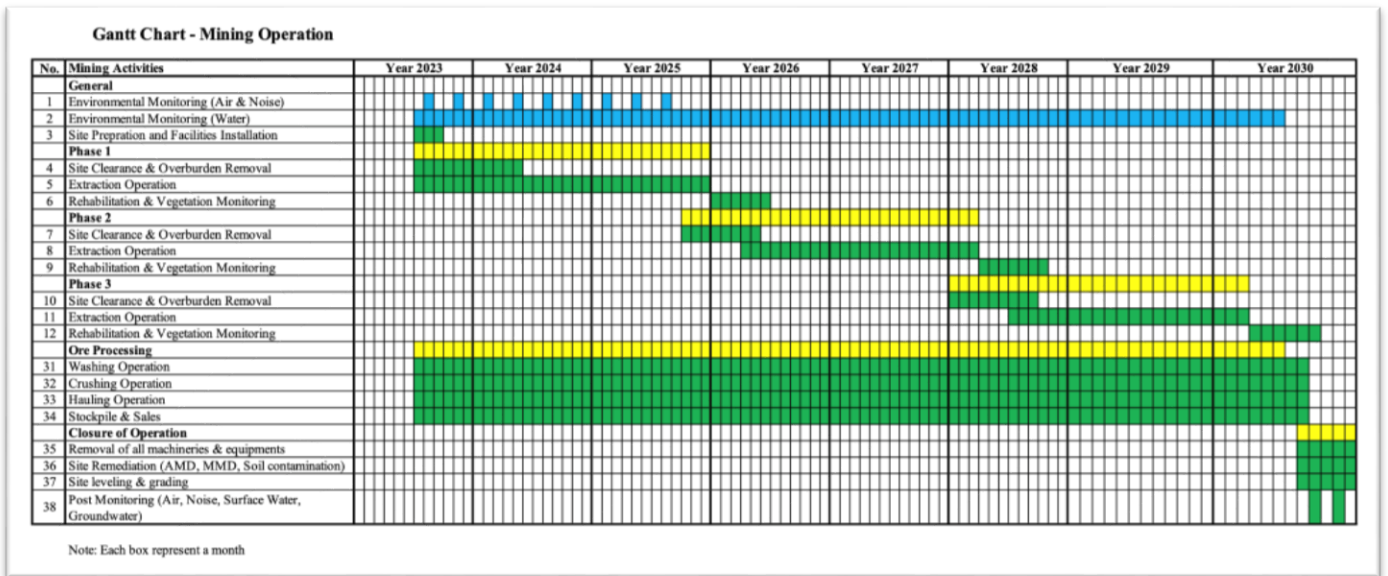 Gantt Chart - Mining Operation
No. Mining Activities Year 2023 Year 2024 Year 2025 Year 2026 Year 2027 Year 2028 Year 2029 Year 2030
General
1 Environmental Monitoring (Air & Noise)
2 Environmental Monitoring (Water)
3 Site Prepration and Facilities Installation
Phase 1
4 Site Clearance & Overburden Removal
5 Extraction Operation
6 Rehabilitation & Vegetation Monitoring
Phase 2
7 Site Clearance & Overburden Removal
8 Extraction Operation
9 Rehabilitation & Vegetation Monitoring
Phase 3
10 Site Clearance & Overburden Removal
11 Extraction Operation
12 Rehabilitation & Vegetation Monitoring
Ore Processing
31 Washing Operation
32 Crushing Operation
33 Hauling Operation
34 Stockpile & Sales
Closure of Operation
35 Removal of all machineries & equipments
36 Site Remediation (AMD, MMD, Soil contamination)
37 Site leveling & grading
38 Post Monitoring (Air, Noise, Surface Water,
Groundwater)
Note: Each box represent a month